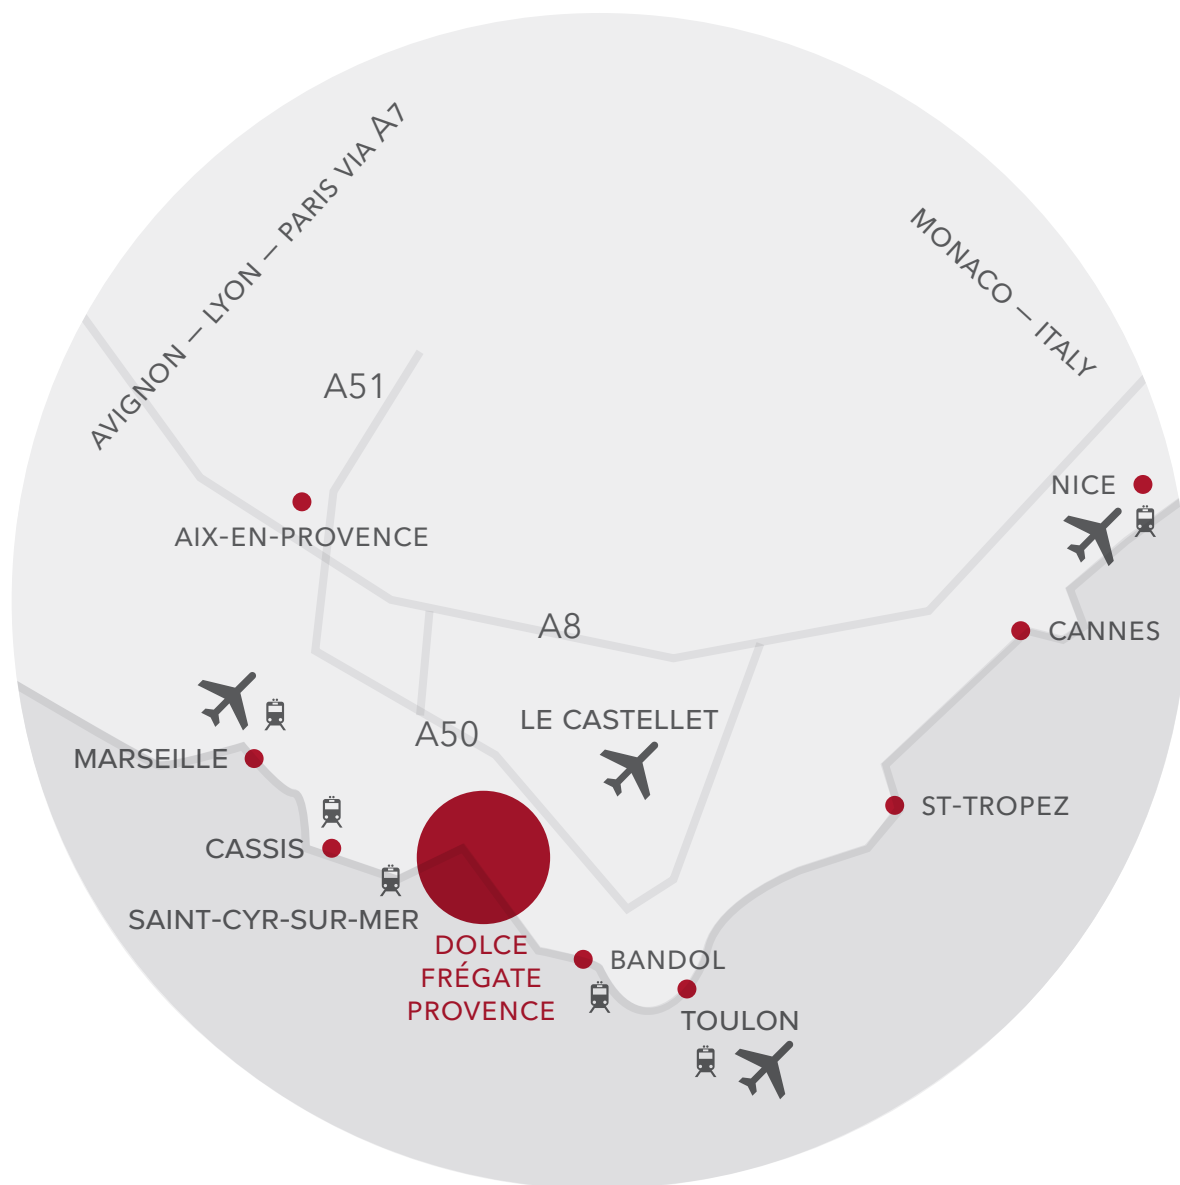 AVIGNON — LYON — PARIS VIA A7
MONACO — ITALY
A51
NICE
AIX-EN-PROVENCE
A8
CANNES
LE CASTELLET
A50
MARSEILLE
ST-TROPEZ
CASSIS
SAINT-CYR-SUR-MER
DOLCE
FRÉGATE
PROVENCE
BANDOL
TOULON